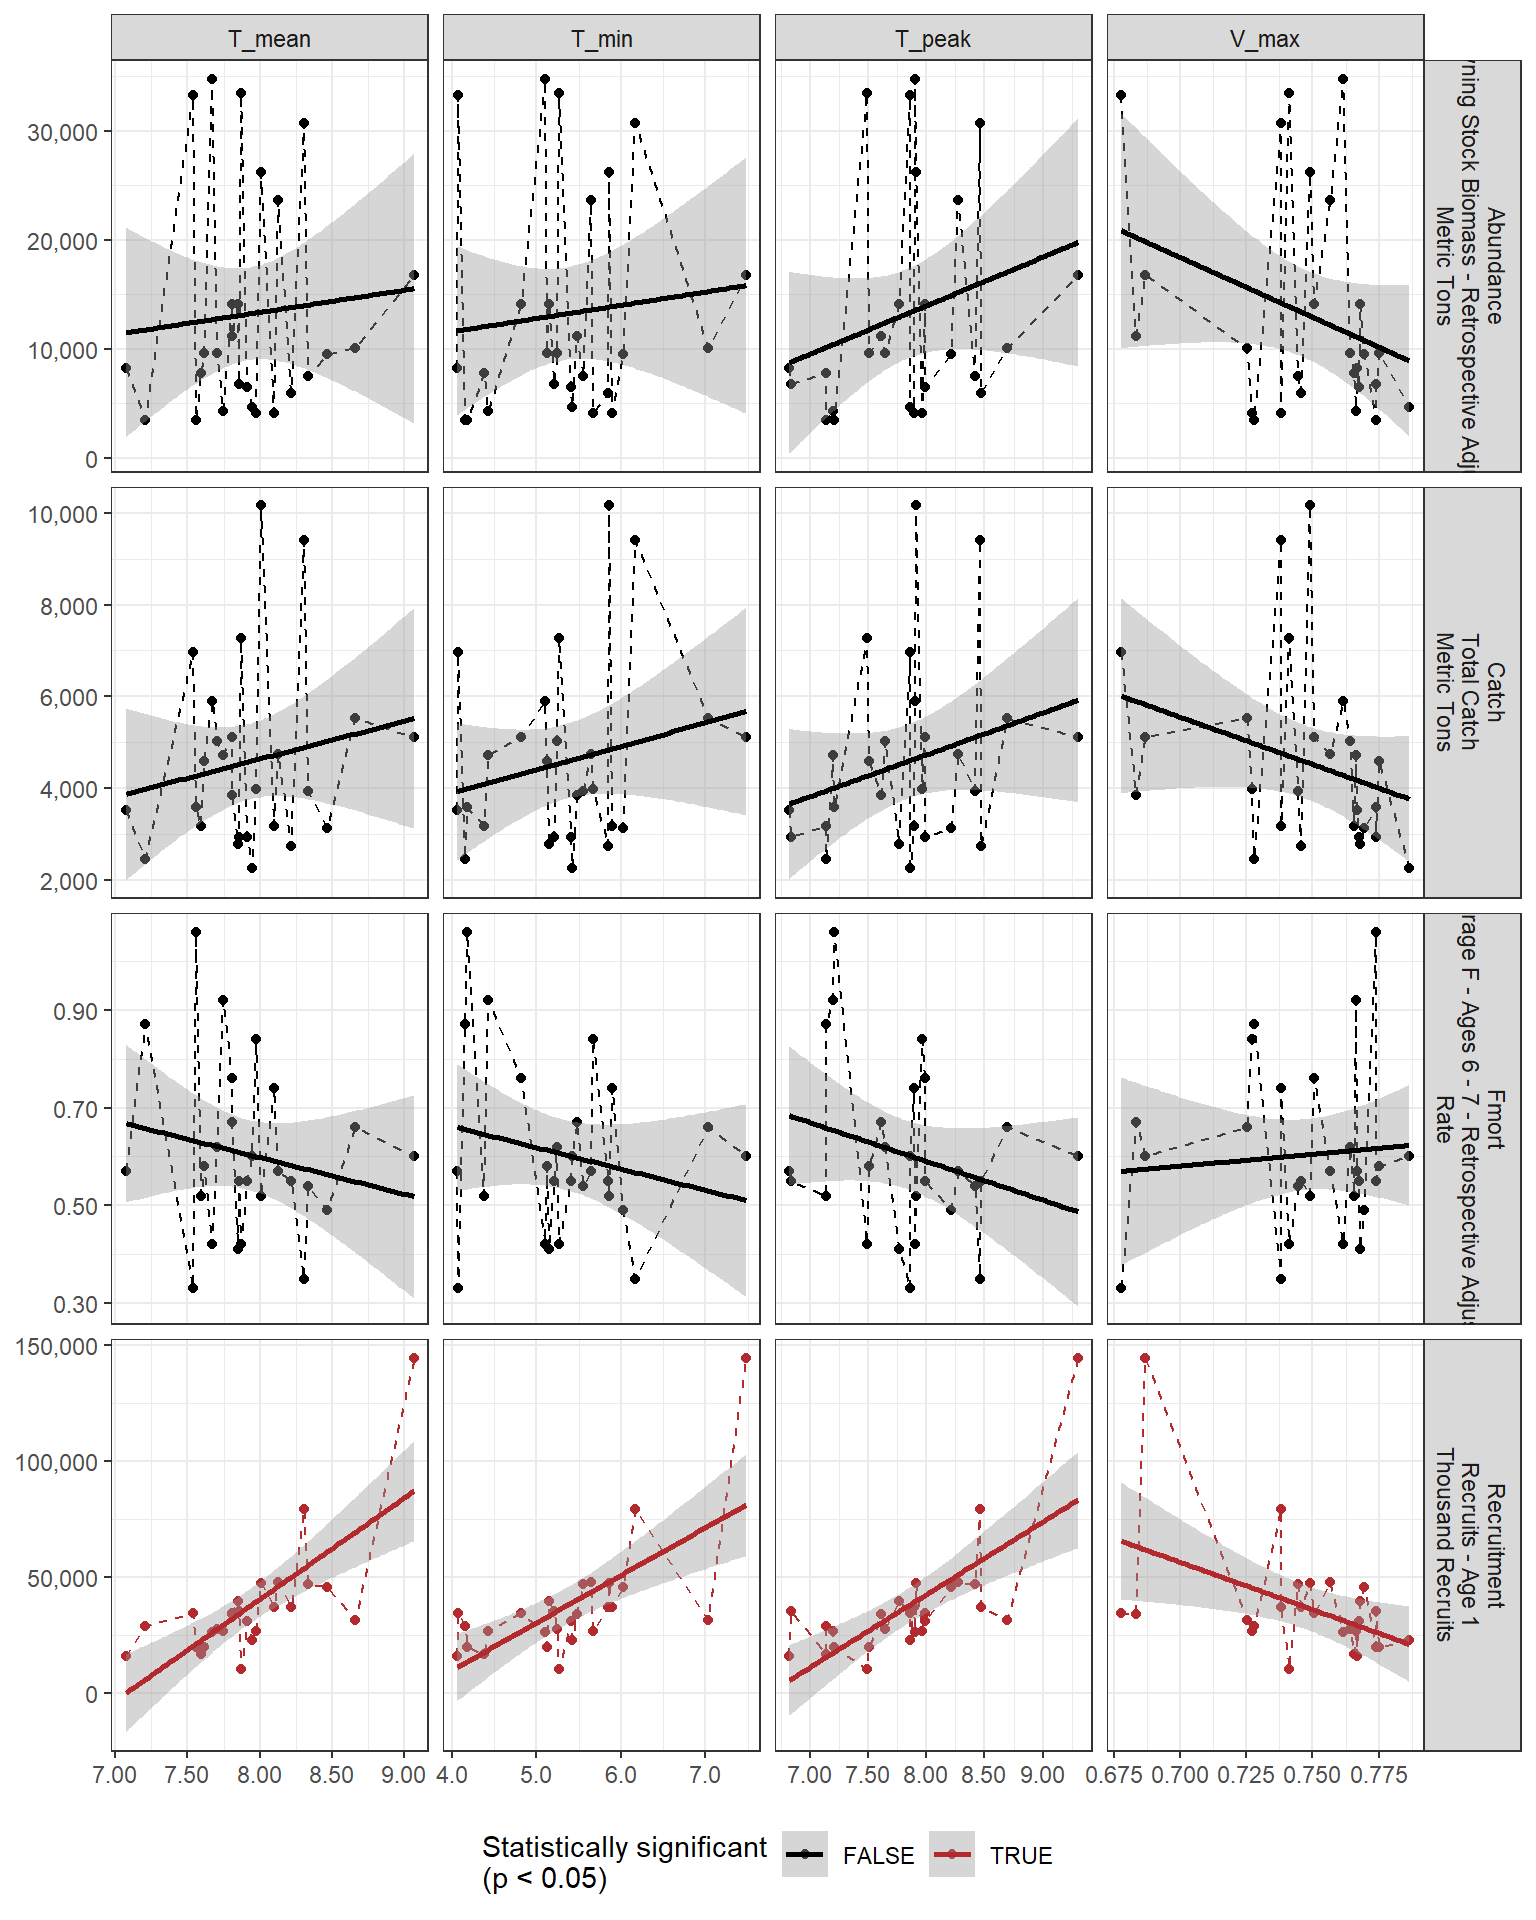 T_mean T_min T_peak V_max
30,000
20,000
10,000
0
Abundance
Stock Biomass - Retrospective
Metric Tons
10,000
8,000
6,000
4,000
2,000
Catch
Total Catch
Metric Tons
0.90
0.70
0.50
0.30
Fmort
F - Ages 6 - 7 - Retrospective
Rate
150,000
100,000
50,000
0
Recruitment
Recruits - Age 1
Thousand Recruits
7.00 7.50 8.00 8.50 9.00 4.0 5.0 6.0 7.0 7.00 7.50 8.00 8.50 9.00 0.675 0.700 0.725 0.750 0.775
Statistically significant
(p < 0.05)
FALSE TRUE